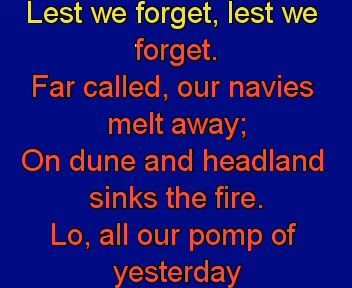 Lest we forget, lest we
forget.
Far called, our navies
melt away;
On dune and headland
sinks the fire.
Lo, all our pomp of
yesterday